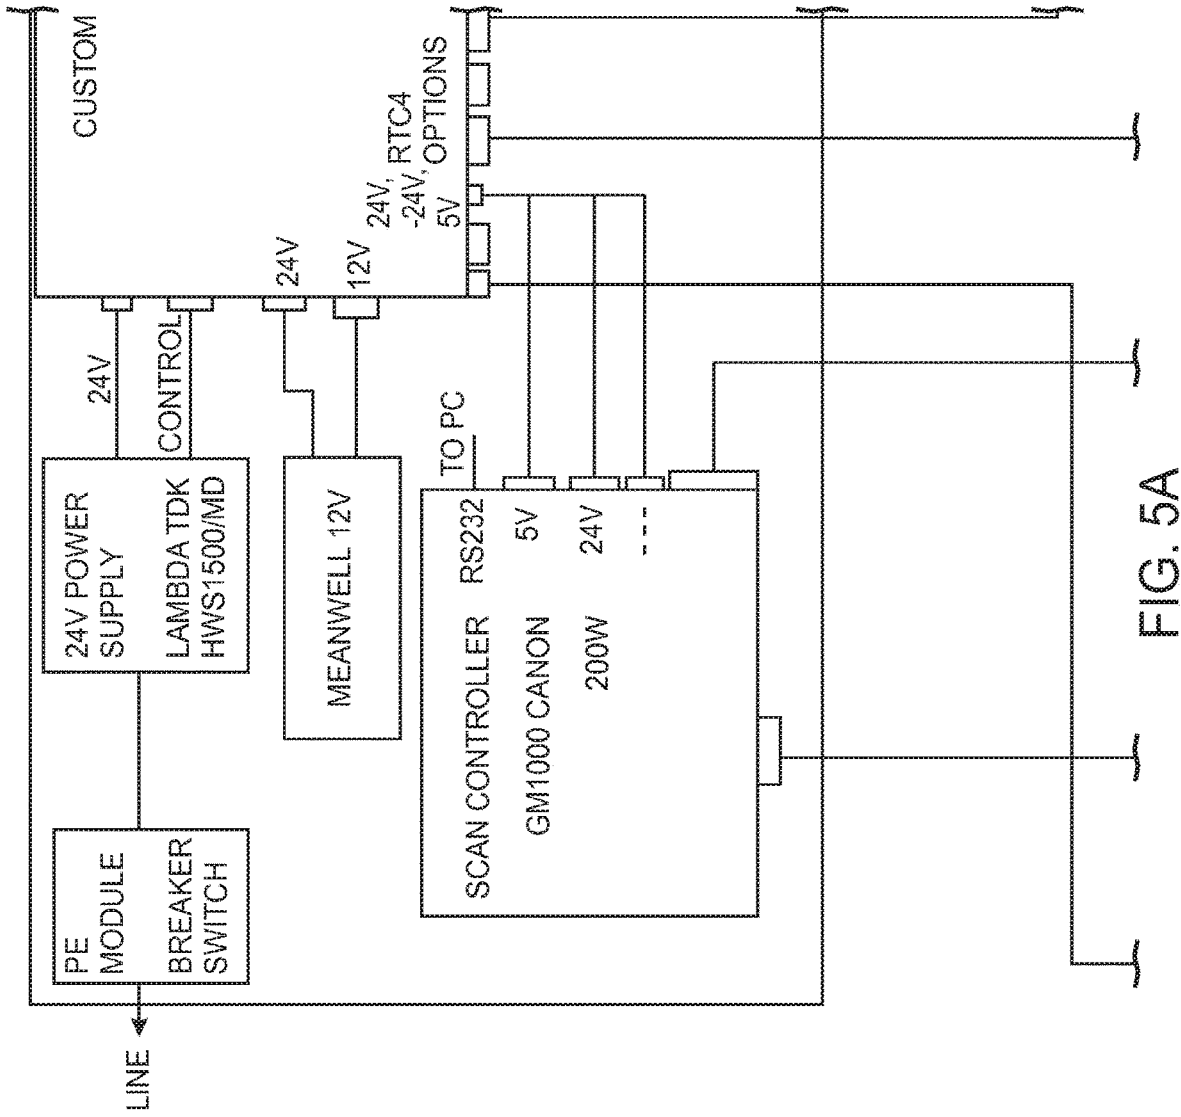 LINE
PE
MODULE
BREAKER
SWITCH
24V POWER
SUPPLY
LAMBDA TDK
HWS1500/MD
24V
CONTROL
CUSTOM
24V
12V
24V,
-24V,
5V
RTC4
OPTIONS
MEANWELL 12V
SCAN CONTROLLER
GM1000 CANON
200W
RS232
5V
24V
---
TO PC
FIG. 5A